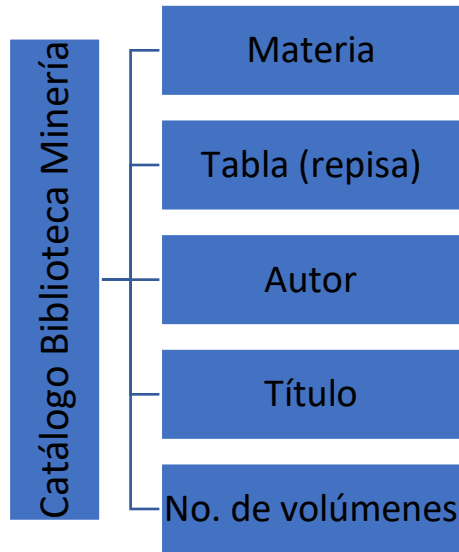 Catálogo Biblioteca Minería
Materia
Tabla (repisa)
Autor
Título
No. de volúmenes